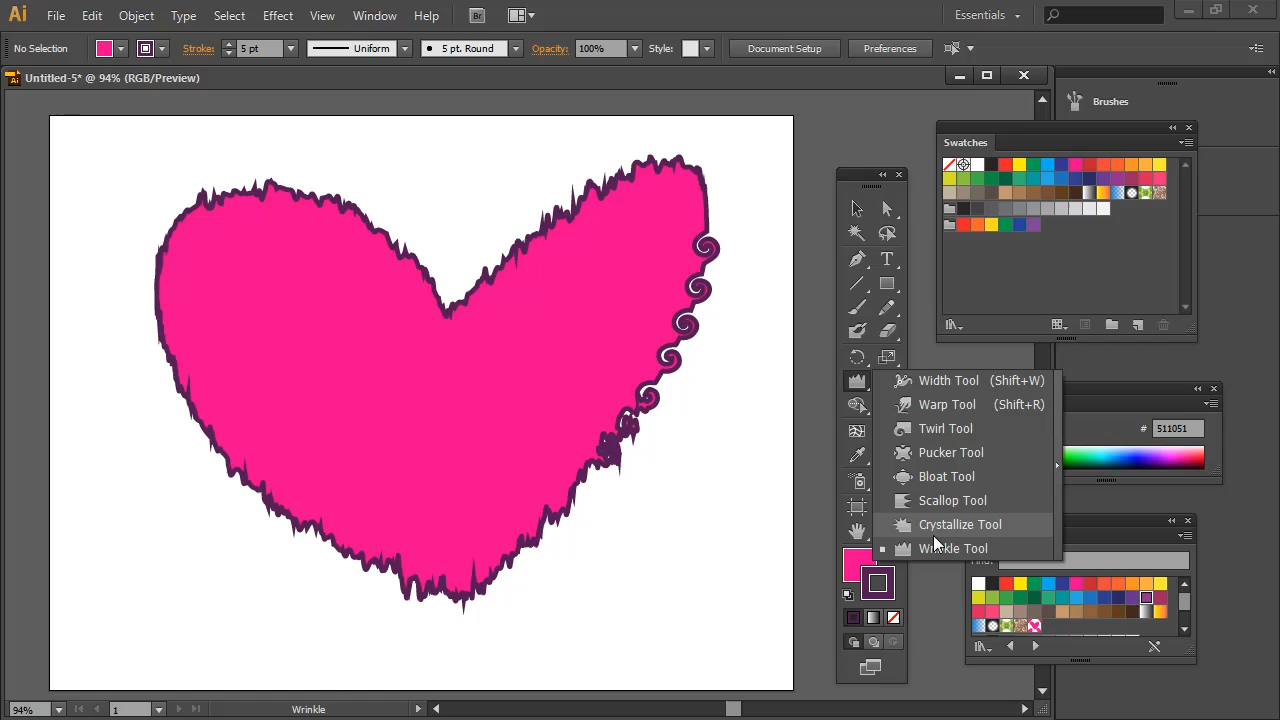 Ai File Edit Object Type Select Effect View Window Help Br Essentials
No Selection Stroke: 5 pt Uniform 5 pt. Round Opacity: 100% Style: Document Setup Preferences
Ai Untitled-5* @ 94% (RGB/Preview)
Brushes
Swatches
T
Width Tool (Shift+W)
Warp Tool (Shift+R)
Twirl Tool
# 511051
Pucker Tool
Bloat Tool
Scallop Tool
Crystallize Tool
Wrinkle Tool
Find:
94% 1 Wrinkle